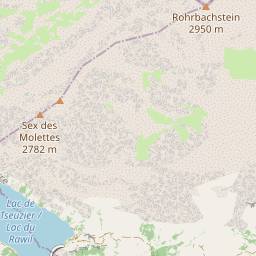 Rohrbachstein
2950 m
Sex des
Molettes
2782 m
Lac de
Tseuzier /
Lac du
Rawil